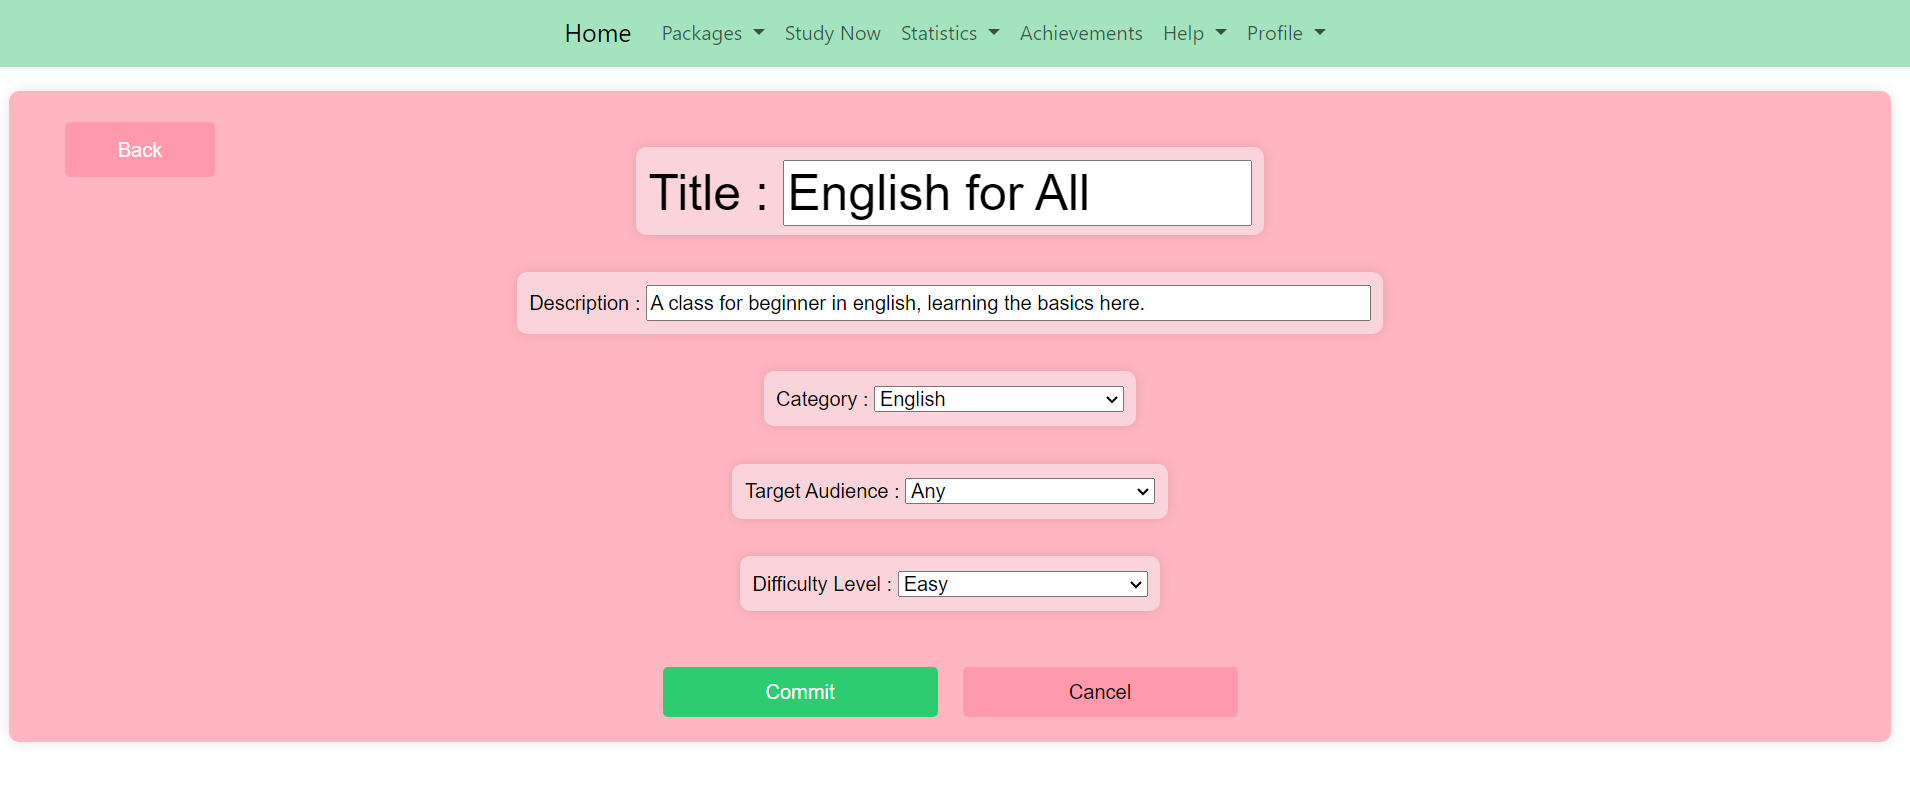 Home Packages Study Now Statistics Achievements Help Profile
Back
Title : English for All
Description : A class for beginner in english, learning the basics here.
Category : English
Target Audience : Any
Difficulty Level : Easy
Commit Cancel